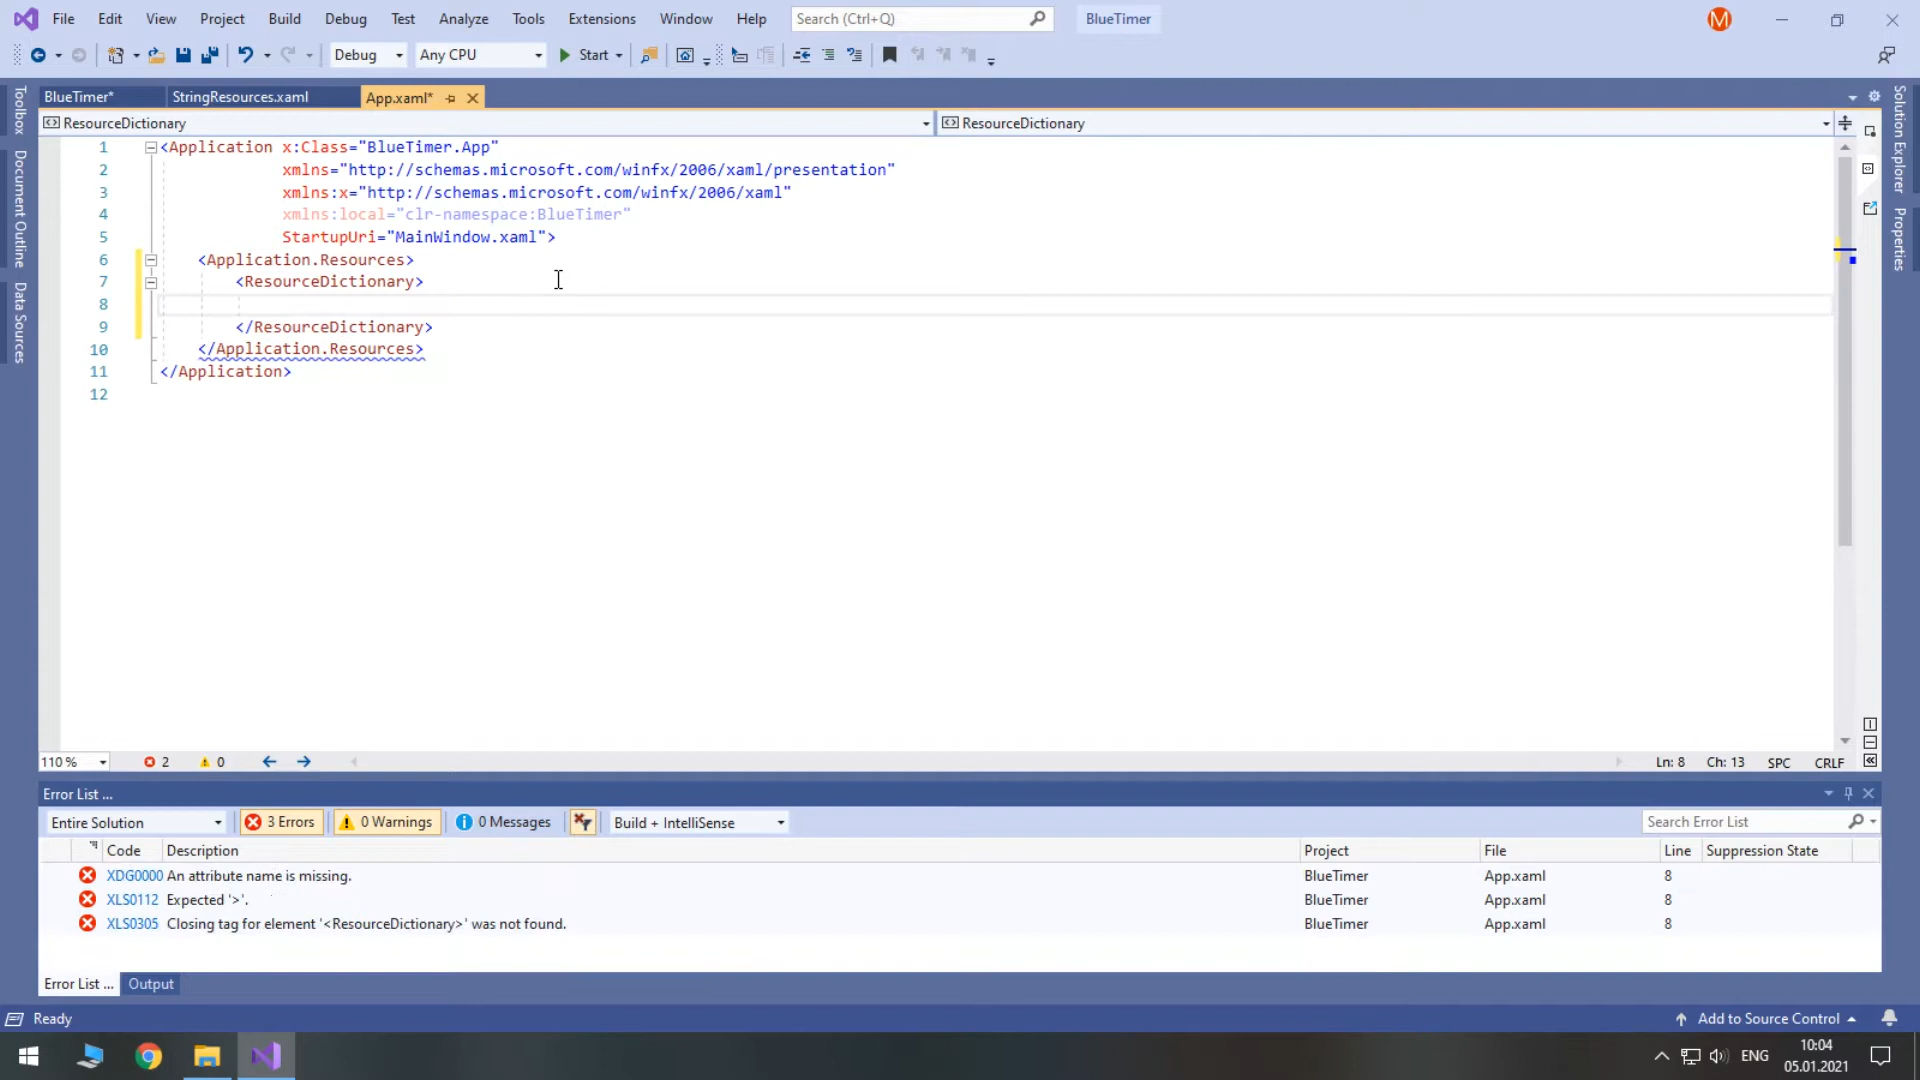 File Edit View Project Build Debug Test Analyze Tools Extensions Window Help Search (Ctrl+Q) BlueTimer M
Debug Any CPU Start
BlueTimer* StringResources.xaml App.xaml*
ResourceDictionary ResourceDictionary
Toolbox
Document Outline
Data Sources
1 <Application x:Class="BlueTimer.App"
2 xmlns="http://schemas.microsoft.com/winfx/2006/xaml/presentation"
3 xmlns:x="http://schemas.microsoft.com/winfx/2006/xaml"
4 xmlns:local="clr-namespace:BlueTimer"
5 StartupUri="MainWindow.xaml">
6 <Application.Resources>
7 <ResourceDictionary>
8
9 </ResourceDictionary>
10 </Application.Resources>
11 </Application>
12
Solution Explorer
Properties
110 % 2 0 Ln: 8 Ch: 13 SPC CRLF
Error List ...
Entire Solution 3 Errors 0 Warnings 0 Messages Build + IntelliSense Search Error List
Code Description Project File Line Suppression State
XDG0000 An attribute name is missing. BlueTimer App.xaml 8
XLS0112 Expected '>'. BlueTimer App.xaml 8
XLS0305 Closing tag for element '<ResourceDictionary>' was not found. BlueTimer App.xaml 8
Error List ... Output
Ready Add to Source Control
ENG 10:04
05.01.2021